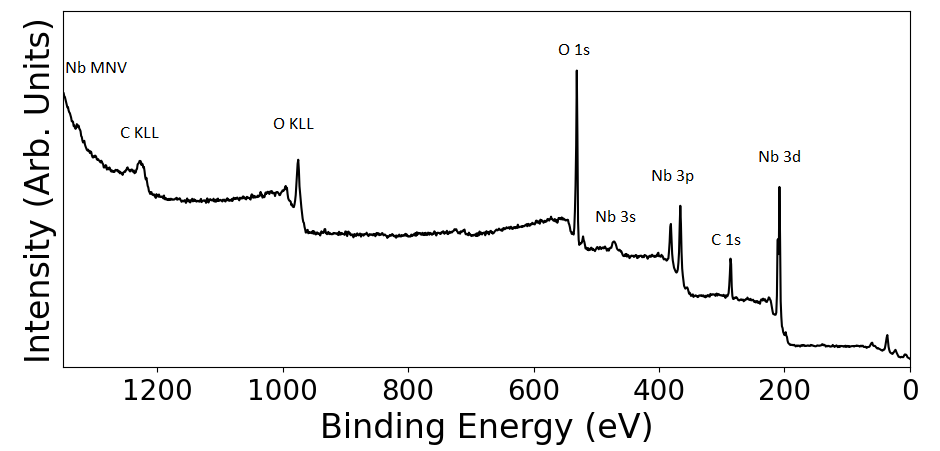 Nb MNV
C KLL
O KLL
O 1s
Nb 3s
Nb 3p
C 1s
Nb 3d
Intensity (Arb. Units)
1200 1000 800 600 400 200 0
Binding Energy (eV)